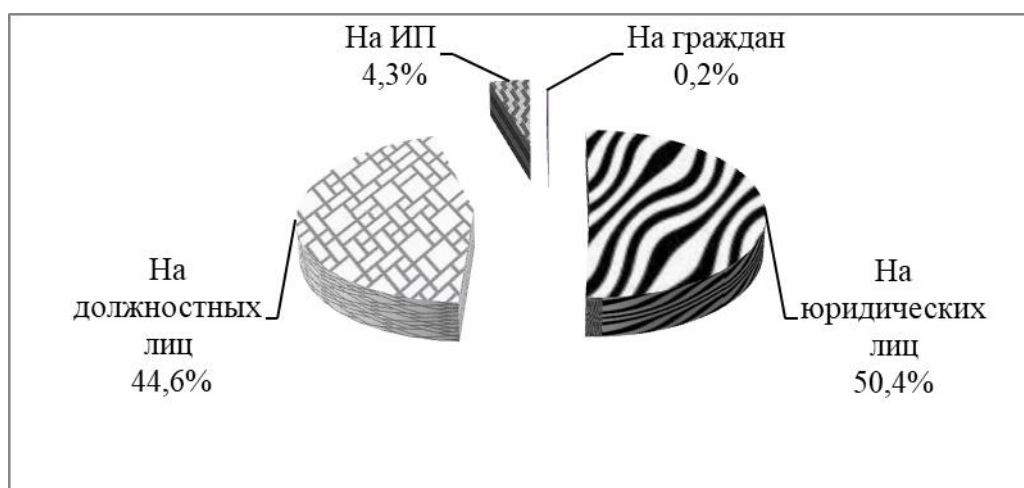 На ИП
4,3%
На граждан
0,2%
На
должностных
лиц
44,6%
На
юридических
лиц
50,4%